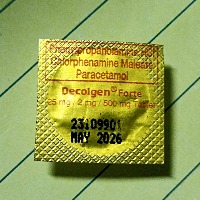 Phenylpropanolamine HCl
Chlorphenamine Maleate
Paracetamol
Decolgen® Forte
25 mg / 2 mg / 500 mg Tablet
23109901
MAY 2026